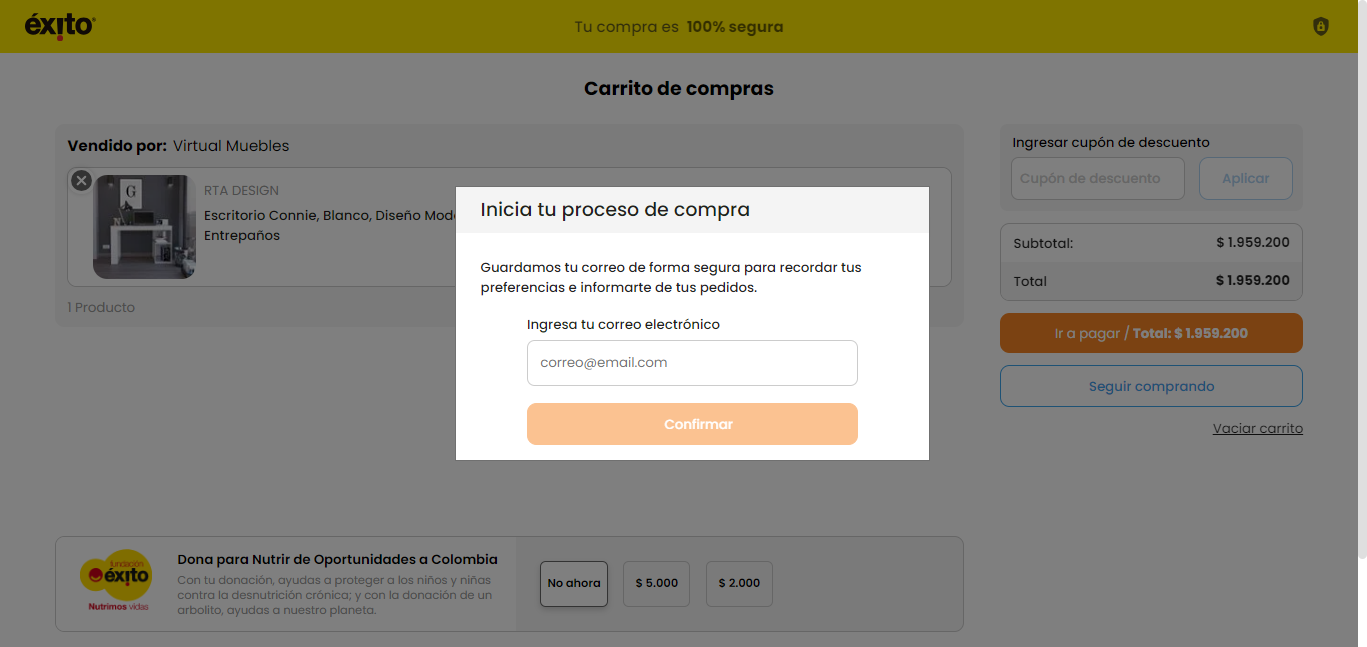 éxito
Tu compra es 100% segura
Carrito de compras
Vendido por: Virtual Muebles
RTA DESIGN
Escritorio Connie, Blanco, Diseño
Entrepaños
G
1 Producto
Ingresar cupón de descuento
Cupón de descuento
Aplicar
Subtotal: $ 1.959.200
Total $ 1.959.200
Ir a pagar / Total: $ 1.959.200
Seguir comprando
Vaciar carrito
Inicia tu proceso de compra
Guardamos tu correo de forma segura para recordar tus
preferencias e informarte de tus pedidos.
Ingresa tu correo electrónico
correo@email.com
Confirmar
fundación
éxito
Nutrimos vidas
Dona para Nutrir de Oportunidades a Colombia
Con tu donación, ayudas a proteger a los niños y niñas
contra la desnutrición crónica; y con la donación de un
arbolito, ayudas a nuestro planeta.
No ahora
$ 5.000
$ 2.000